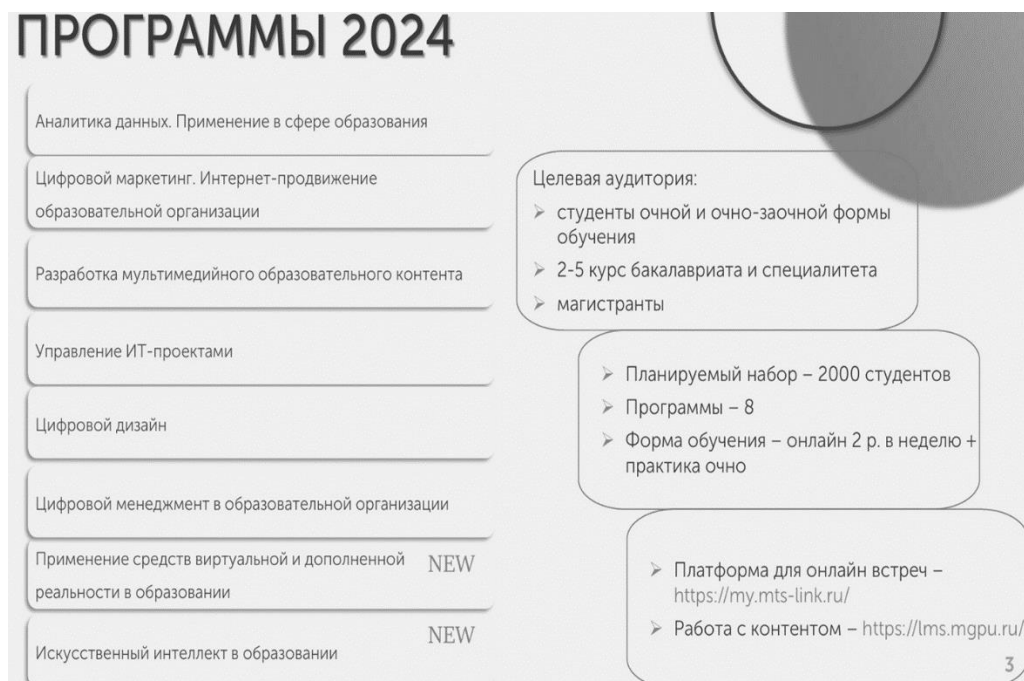 ПРОГРАММЫ 2024
Аналитика данных. Применение в сфере образования
Цифровой маркетинг. Интернет-продвижение
образовательной организации
Разработка мультимедийного образовательного контента
Управление ИТ-проектами
Цифровой дизайн
Цифровой менеджмент в образовательной организации
Применение средств виртуальной и дополненной
реальности в образовании
NEW
Искусственный интеллект в образовании
NEW
Целевая аудитория:
➢ студенты очной и очно-заочной формы
обучения
➢ 2-5 курс бакалавриата и специалитета
➢ магистранты
➢ Планируемый набор – 2000 студентов
➢ Программы – 8
➢ Форма обучения – онлайн 2 р. в неделю +
практика очно
➢ Платформа для онлайн встреч –
https://my.mts-link.ru/
➢ Работа с контентом – https://lms.mgpu.ru/
3